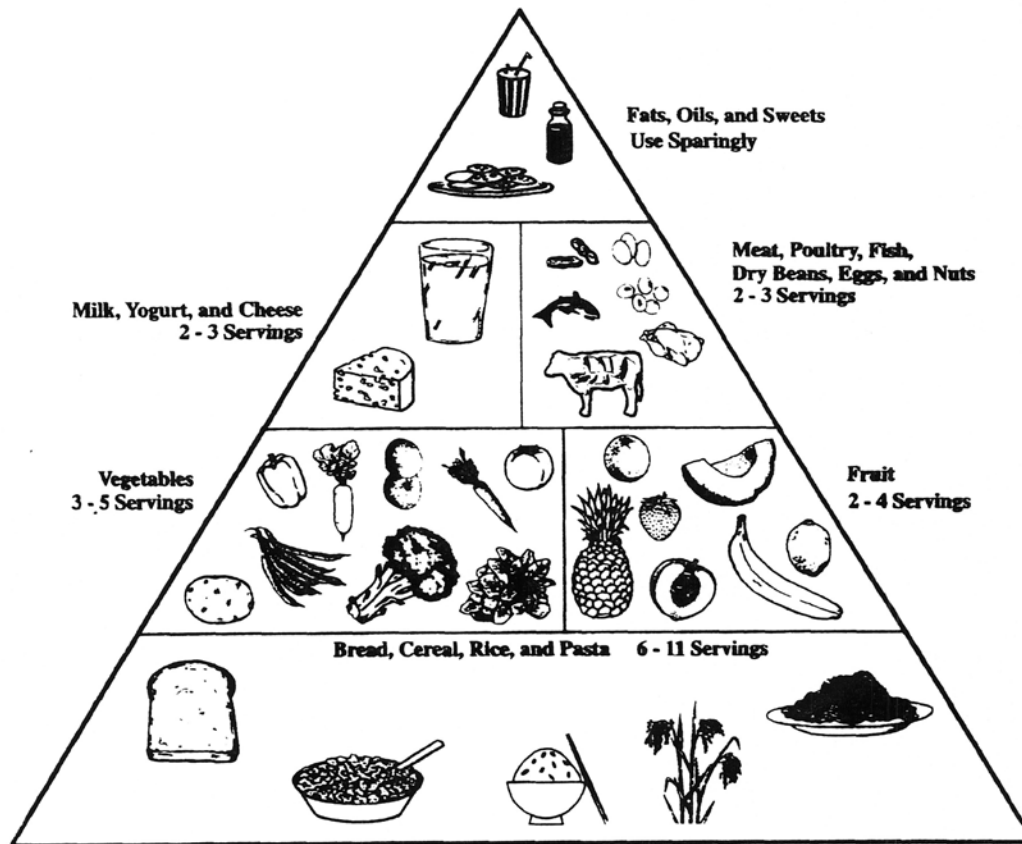 Fats, Oils, and Sweets
Use Sparingly
Milk, Yogurt, and Cheese
2 - 3 Servings
Meat, Poultry, Fish,
Dry Beans, Eggs, and Nuts
2 - 3 Servings
Vegetables
3 - 5 Servings
Fruit
2 - 4 Servings
Bread, Cereal, Rice, and Pasta 6 - 11 Servings